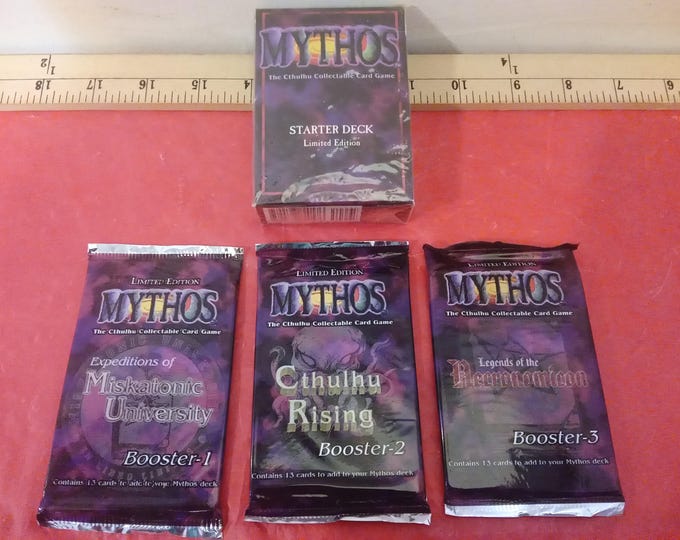 MYTHOS
The Cthulhu Collectable Card Game
STARTER DECK
Limited Edition
LIMITED EDITION
MYTHOS
The Cthulhu Collectable Card Game
Expeditions of
Miskatonic
University
Booster-1
Contains 13 cards to add to your Mythos deck
LIMITED EDITION
MYTHOS
The Cthulhu Collectable Card Game
Cthulhu
Rising
Booster-2
Contains 13 cards to add to your Mythos deck
LIMITED EDITION
MYTHOS
The Cthulhu Collectable Card Game
Legends of the
Necronomicon
Booster-3
Contains 13 cards to add to your Mythos deck